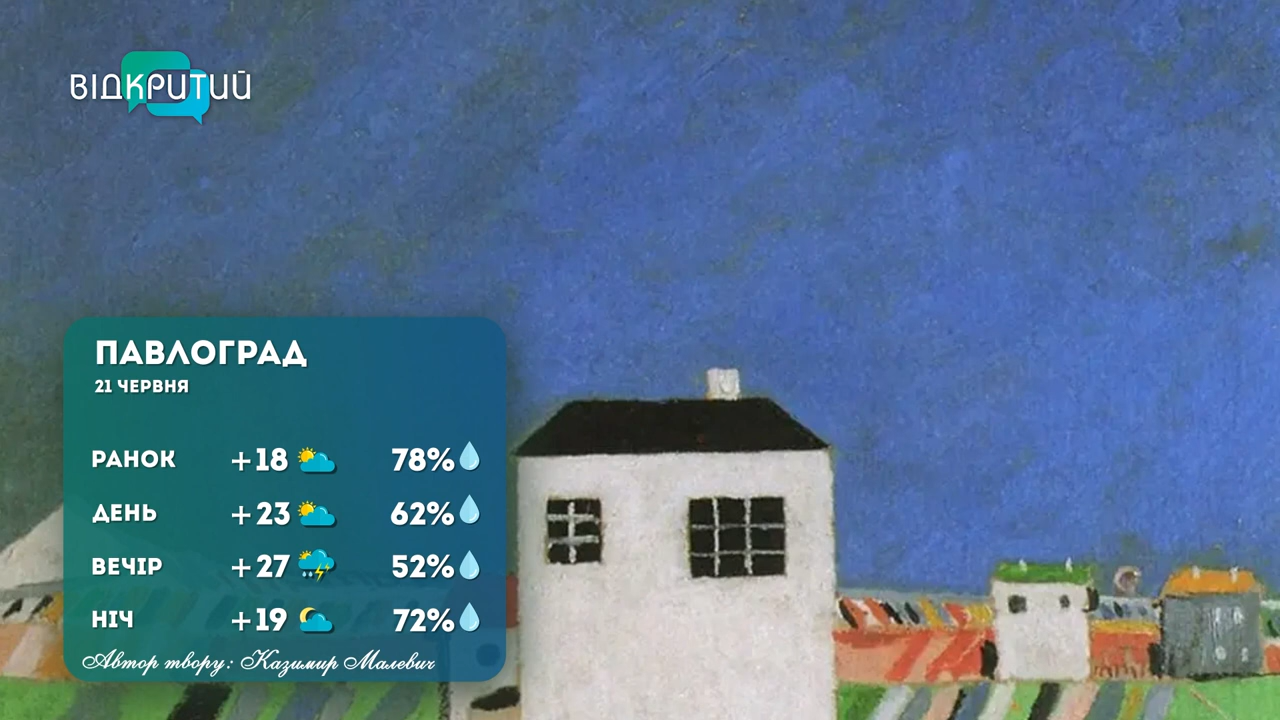 ВІДКРИТИЙ
ПАВЛОГРАД
21 ЧЕРВНЯ
РАНОК +18 78%
ДЕНЬ +23 62%
ВЕЧІР +27 52%
НІЧ +19 72%
Автор твору: Казимир Малевич